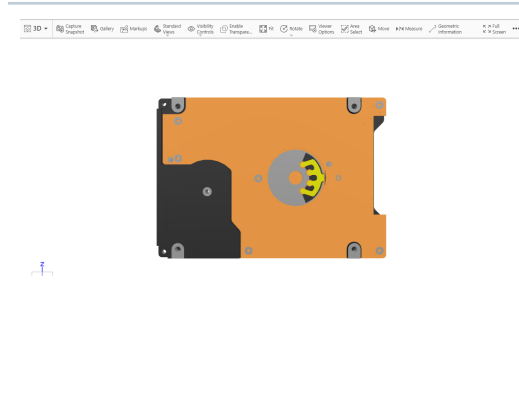 3D
Capture Snapshot
Gallery
Markups
Standard Views
Visibility Controls
Enable Transpare...
Fit
Rotate
Viewer Options
Area Select
Move
Measure
Geometric Information
Full Screen
Z